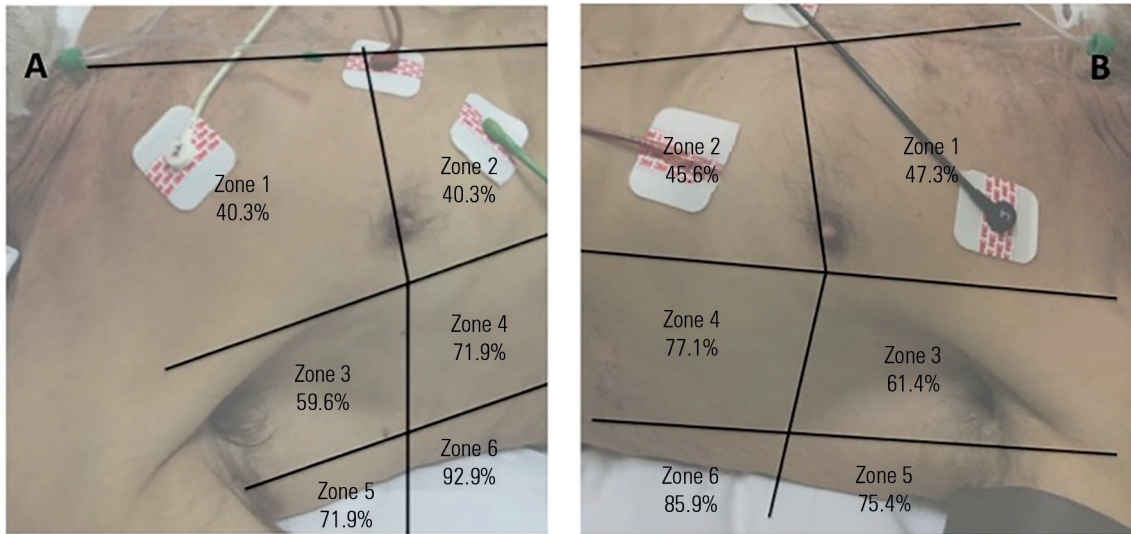 A
Zone 1
40.3%
Zone 2
40.3%
Zone 3
59.6%
Zone 4
71.9%
Zone 5
71.9%
Zone 6
92.9%
B
Zone 2
45.6%
Zone 1
47.3%
Zone 4
77.1%
Zone 3
61.4%
Zone 6
85.9%
Zone 5
75.4%